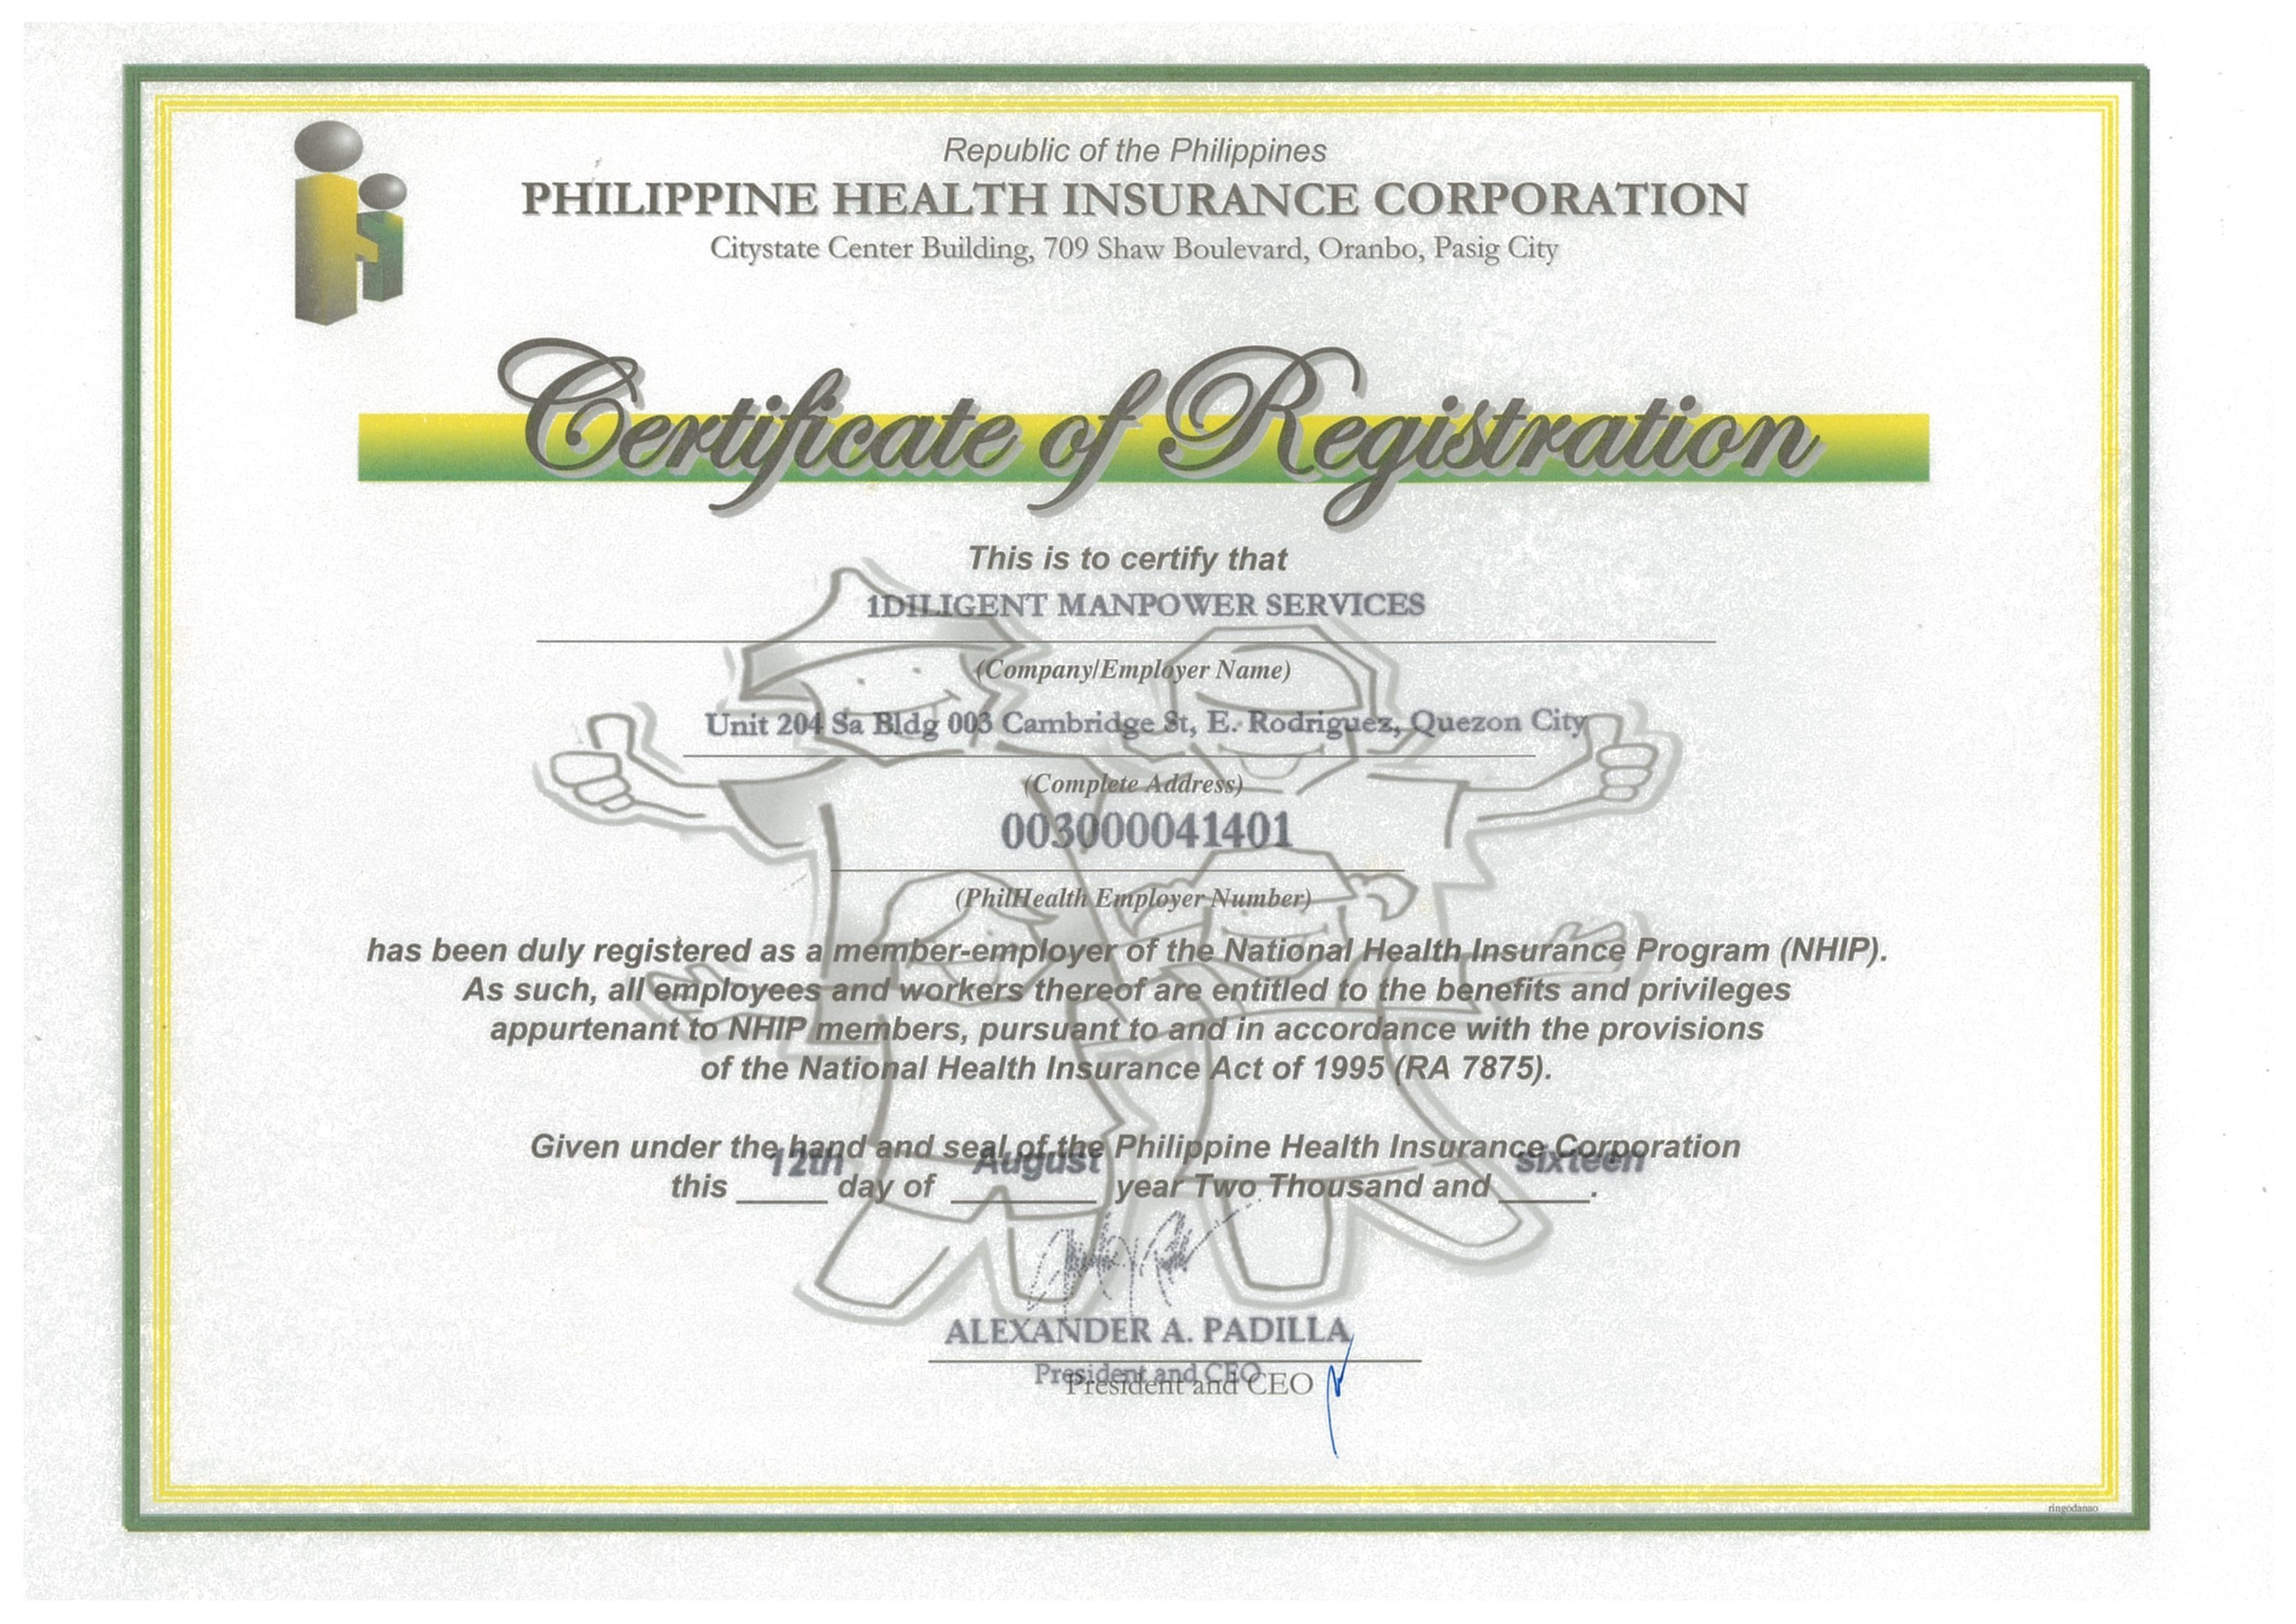 Republic of the Philippines
PHILIPPINE HEALTH INSURANCE CORPORATION
Citystate Center Building, 709 Shaw Boulevard, Oranbo, Pasig City
Certificate of Registration
This is to certify that
1DILIGENT MANPOWER SERVICES
(Company/Employer Name)
Unit 204 Sa Bldg 003 Cambridge St, E. Rodriguez, Quezon City
(Complete Address)
003000041401
(PhilHealth Employer Number)
has been duly registered as a member-employer of the National Health Insurance Program (NHIP).
As such, all employees and workers thereof are entitled to the benefits and privileges
appurtenant to NHIP members, pursuant to and in accordance with the provisions
of the National Health Insurance Act of 1995 (RA 7875).
Given under the hand and seal of the Philippine Health Insurance Corporation
this 12th day of August year Two Thousand and sixteen.
ALEXANDER A. PADILLA
President and CEO
President and CEO
ringodanao